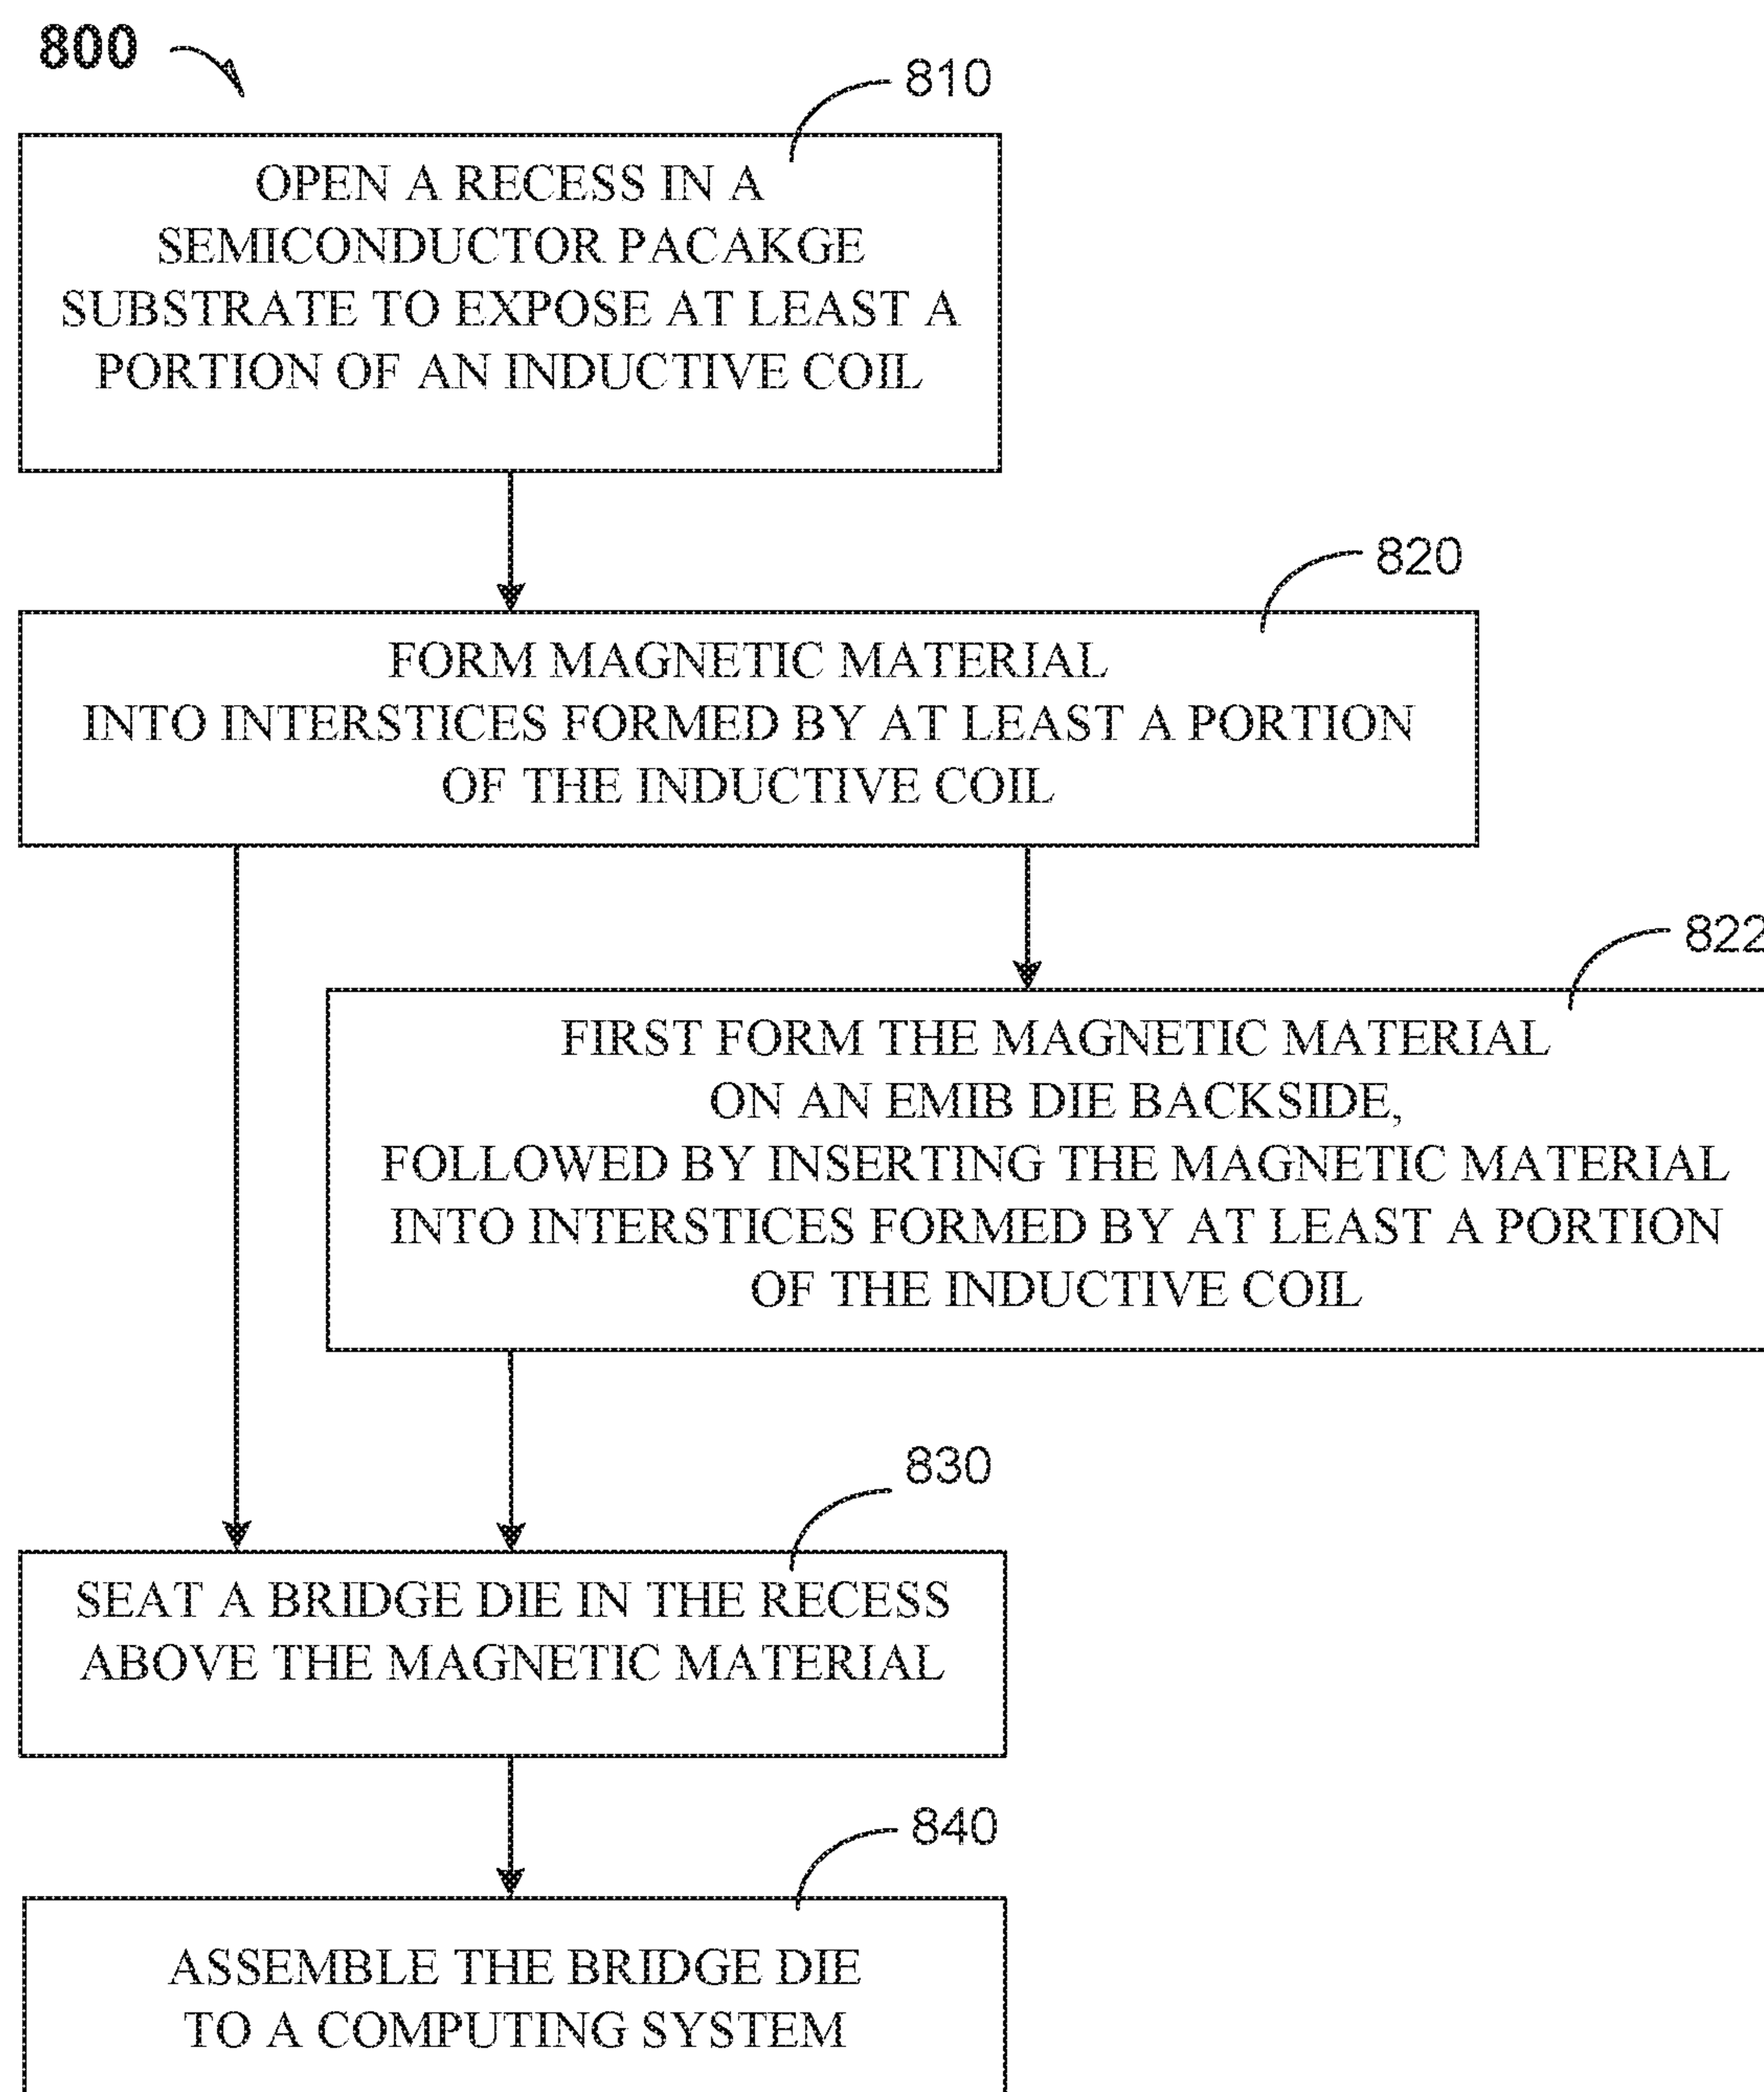 800
810
OPEN A RECESS IN A
SEMICONDUCTOR PACAKGE
SUBSTRATE TO EXPOSE AT LEAST A
PORTION OF AN INDUCTIVE COIL
820
FORM MAGNETIC MATERIAL
INTO INTERSTICES FORMED BY AT LEAST A PORTION
OF THE INDUCTIVE COIL
822
FIRST FORM THE MAGNETIC MATERIAL
ON AN EMIB DIE BACKSIDE,
FOLLOWED BY INSERTING THE MAGNETIC MATERIAL
INTO INTERSTICES FORMED BY AT LEAST A PORTION
OF THE INDUCTIVE COIL
830
SEAT A BRIDGE DIE IN THE RECESS
ABOVE THE MAGNETIC MATERIAL
840
ASSEMBLE THE BRIDGE DIE
TO A COMPUTING SYSTEM